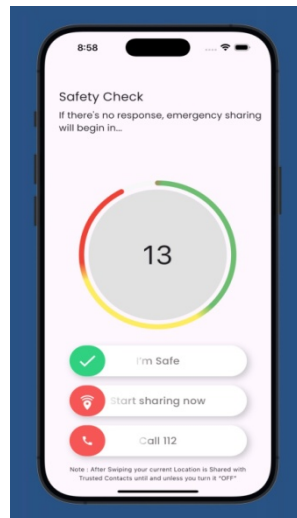 8:58
Safety Check
If there's no response, emergency sharing
will begin in...
13
I'm Safe
Start sharing now
Call 112
Note : After Swiping your current Location is Shared with
Trusted Contacts until and unless you turn it "OFF"